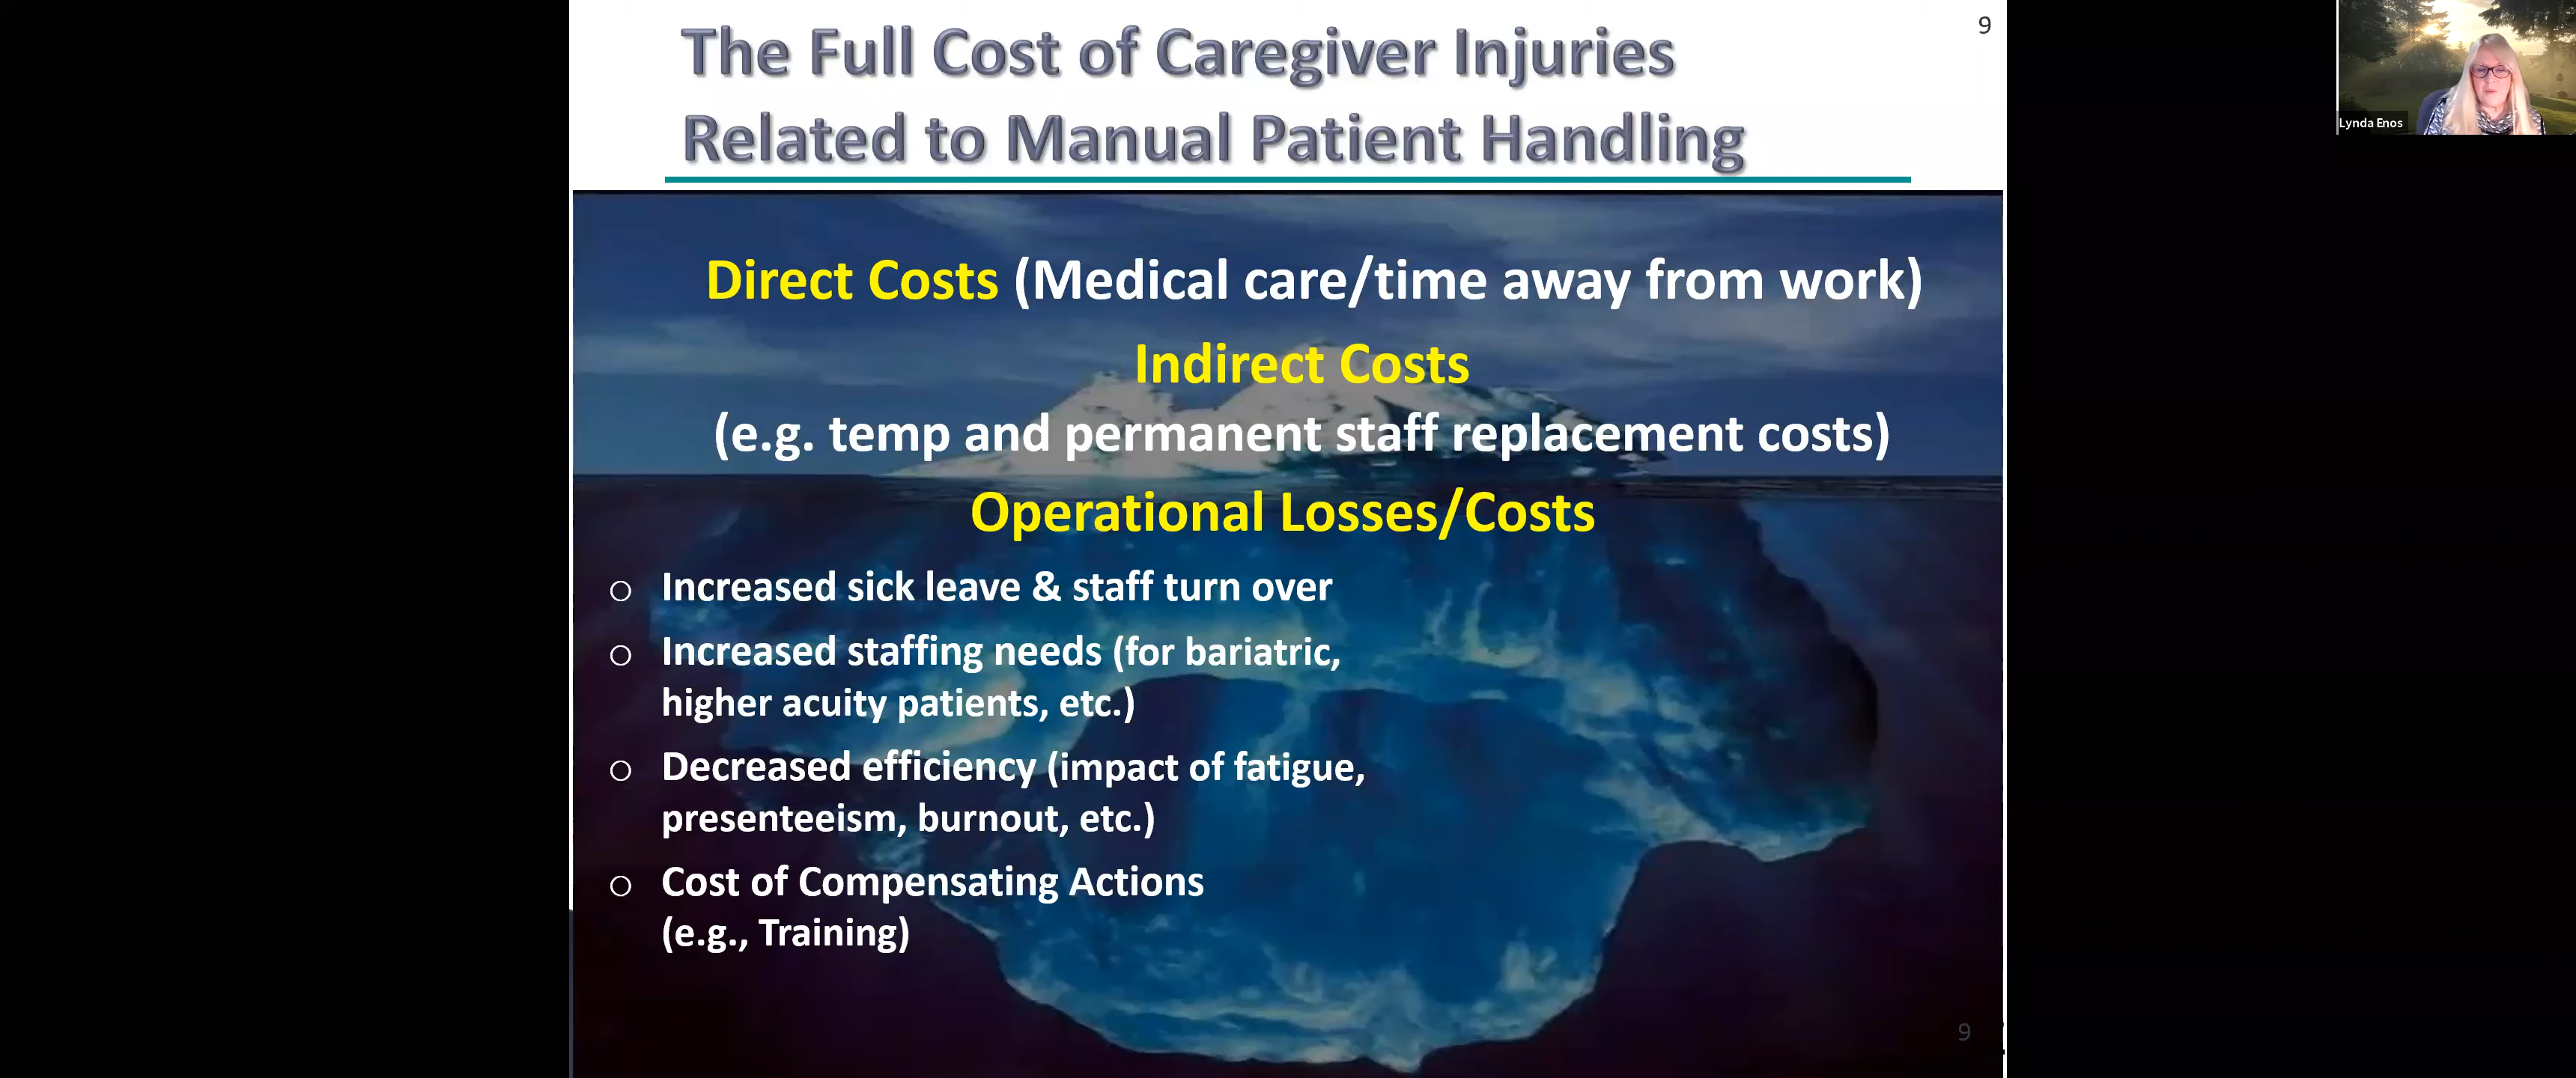 The Full Cost of Caregiver Injuries
Related to Manual Patient Handling
9
Lynda Enos
Direct Costs (Medical care/time away from work)
Indirect Costs
(e.g. temp and permanent staff replacement costs)
Operational Losses/Costs
o Increased sick leave & staff turn over
o Increased staffing needs (for bariatric,
higher acuity patients, etc.)
o Decreased efficiency (impact of fatigue,
presenteeism, burnout, etc.)
o Cost of Compensating Actions
(e.g., Training)
9